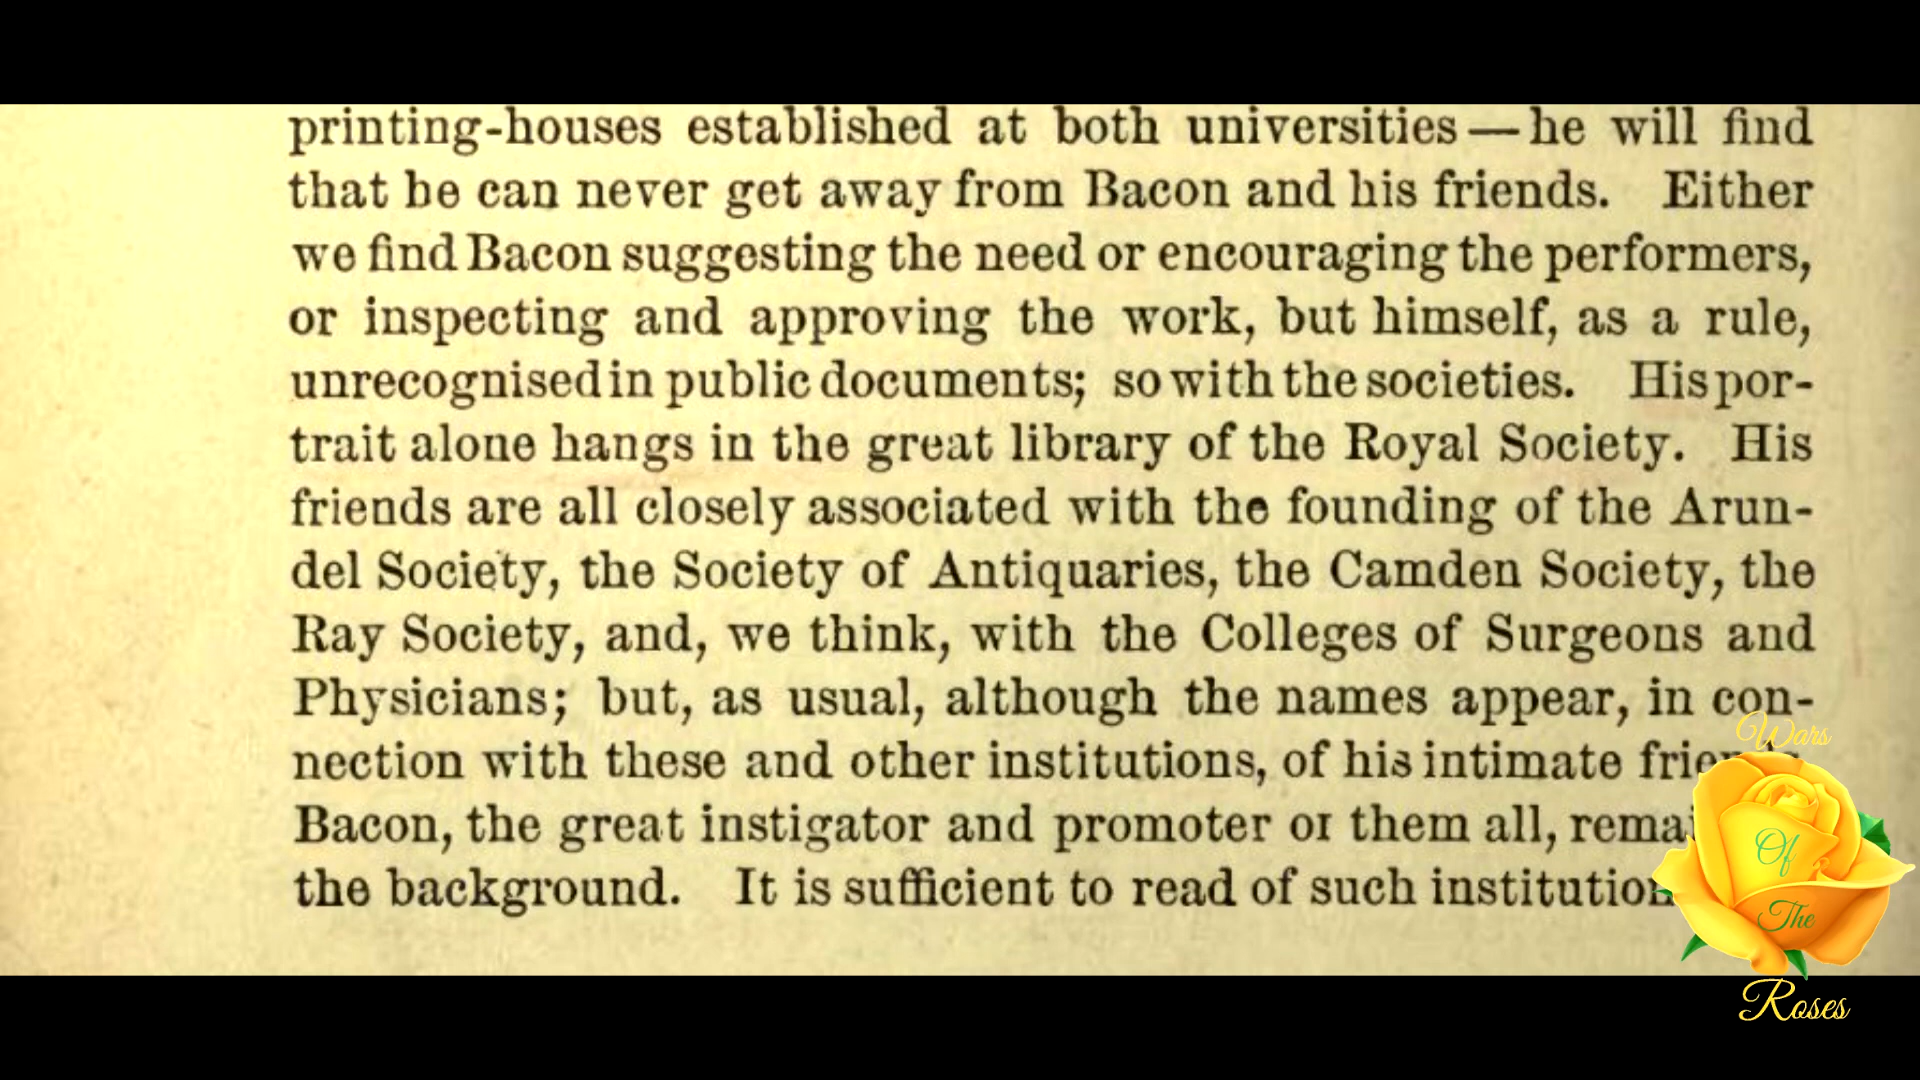 printing-houses established at both universities — he will find
that he can never get away from Bacon and his friends. Either
we find Bacon suggesting the need or encouraging the performers,
or inspecting and approving the work, but himself, as a rule,
unrecognised in public documents; so with the societies. His por-
trait alone hangs in the great library of the Royal Society. His
friends are all closely associated with the founding of the Arun-
del Society, the Society of Antiquaries, the Camden Society, the
Ray Society, and, we think, with the Colleges of Surgeons and
Physicians; but, as usual, although the names appear, in con-
nection with these and other institutions, of his intimate
Bacon, the great instigator and promoter of them all,
the background. It is sufficient to read of such
Wars
Of
The
Roses